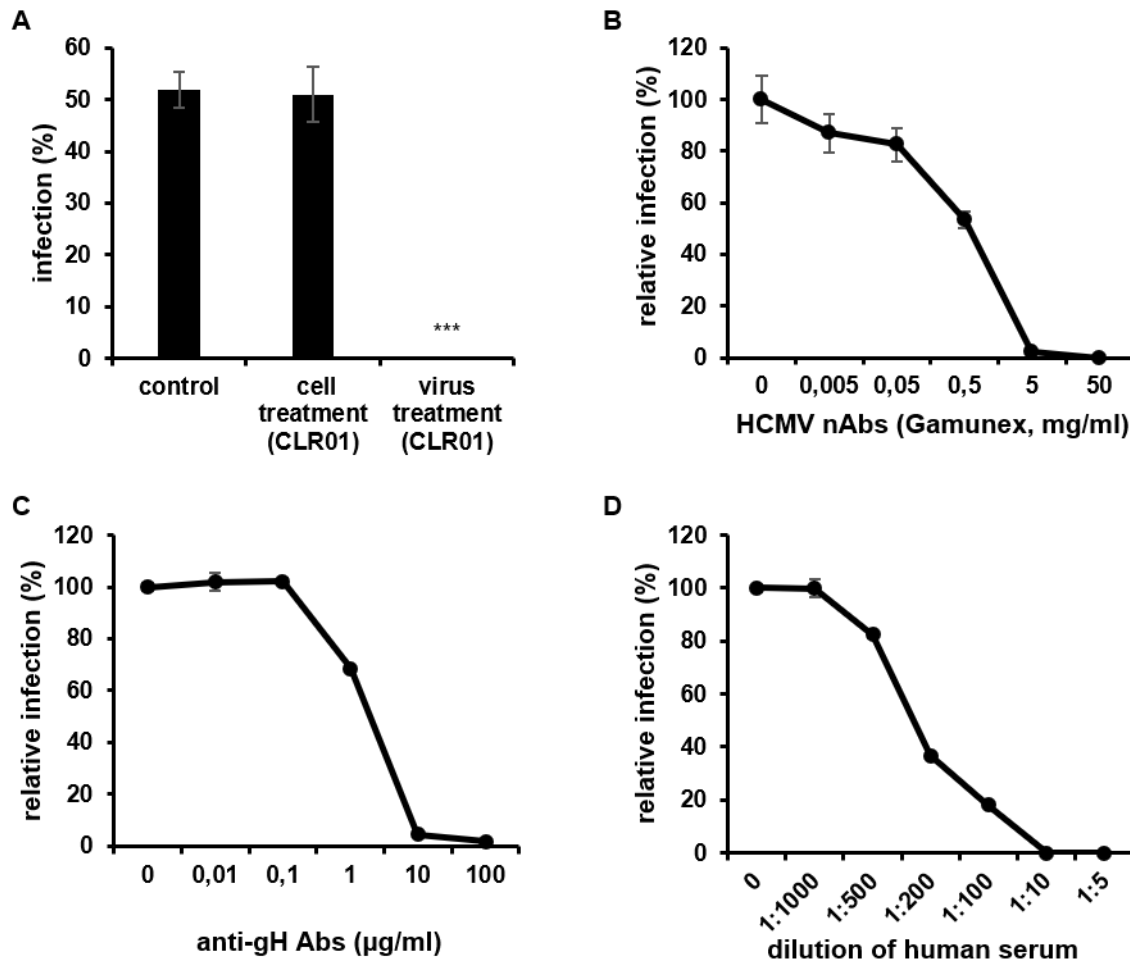 A
infection (%)
60
50
40
30
20
10
0
control
cell
treatment
(CLR01)
virus
treatment
(CLR01)
***
B
relative infection (%)
120
100
80
60
40
20
0
0 0,005 0,05 0,5 5 50
HCMV nAbs (Gamunex, mg/ml)
C
relative infection (%)
120
100
80
60
40
20
0
0 0,01 0,1 1 10 100
anti-gH Abs (µg/ml)
D
relative infection (%)
120
100
80
60
40
20
0
0 1:1000 1:500 1:200 1:100 1:10 1:5
dilution of human serum